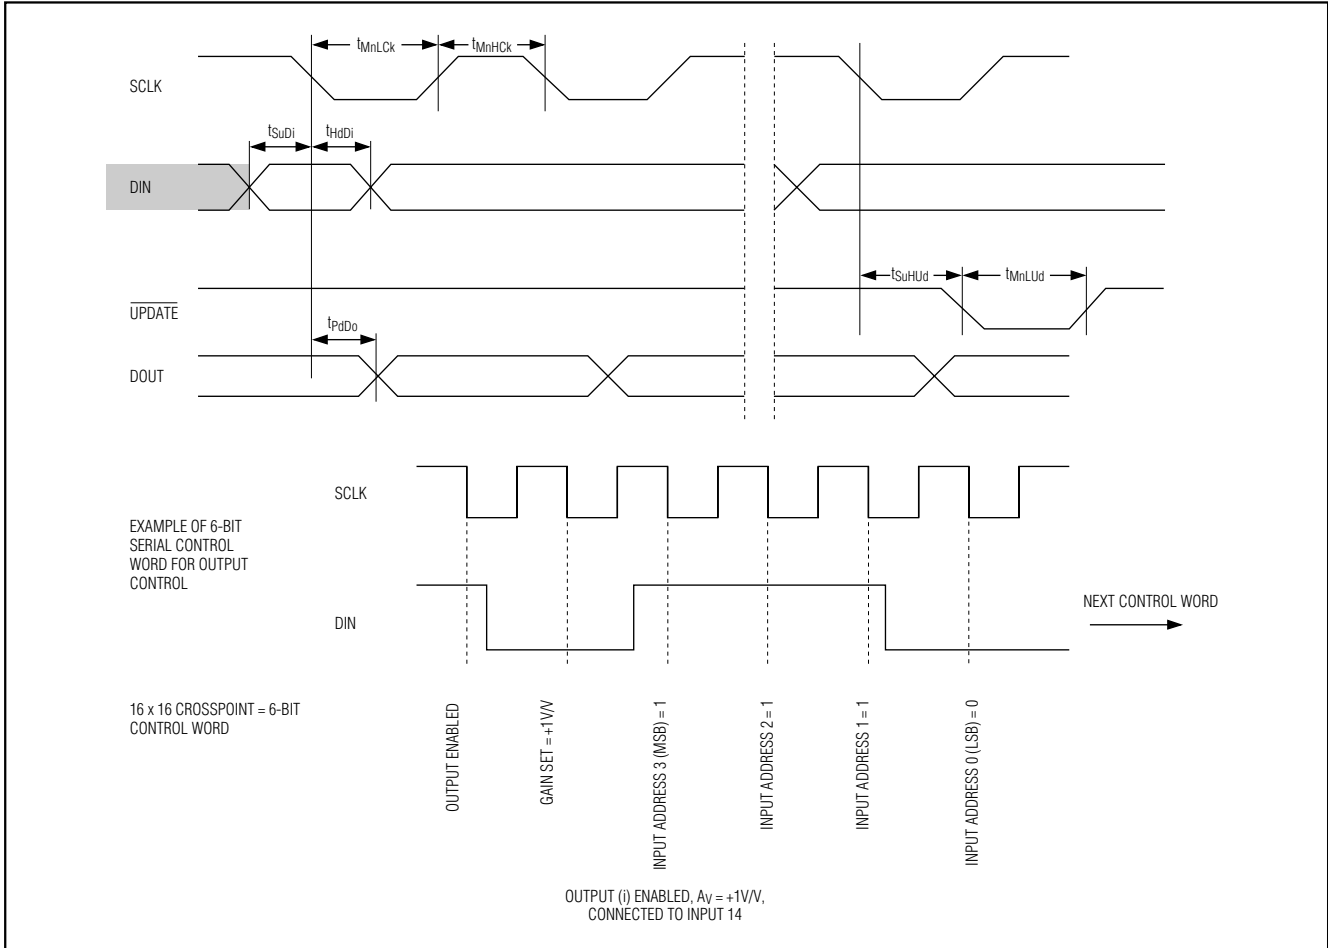 tMnLCk
tMnHCk
SCLK
tSuDi
tHdDi
DIN
tSuHUd
tMnLUd
UPDATE
tPdDo
DOUT
SCLK
EXAMPLE OF 6-BIT
SERIAL CONTROL
WORD FOR OUTPUT
CONTROL
DIN
NEXT CONTROL WORD
16 x 16 CROSSPOINT = 6-BIT
CONTROL WORD
OUTPUT ENABLED
GAIN SET = +1V/V
INPUT ADDRESS 3 (MSB) = 1
INPUT ADDRESS 2 = 1
INPUT ADDRESS 1 = 1
INPUT ADDRESS 0 (LSB) = 0
OUTPUT (i) ENABLED, AV = +1V/V,
CONNECTED TO INPUT 14